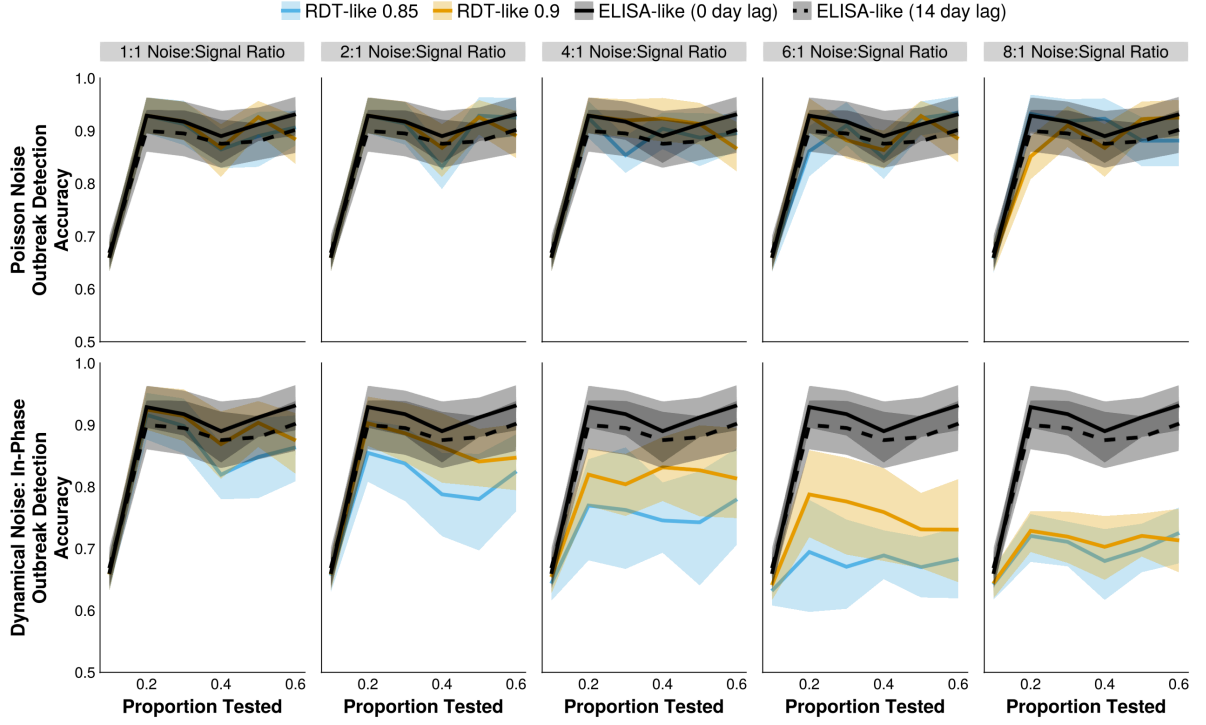 RDT-like 0.85 RDT-like 0.9 ELISA-like (0 day lag) ELISA-like (14 day lag)
1:1 Noise:Signal Ratio 2:1 Noise:Signal Ratio 4:1 Noise:Signal Ratio 6:1 Noise:Signal Ratio 8:1 Noise:Signal Ratio
Poisson Noise
Outbreak Detection
Accuracy
1.0
0.9
0.8
0.7
0.6
0.5
Dynamical Noise: In-Phase
Outbreak Detection
Accuracy
1.0
0.9
0.8
0.7
0.6
0.5
0.2 0.4 0.6 0.2 0.4 0.6 0.2 0.4 0.6 0.2 0.4 0.6 0.2 0.4 0.6
Proportion Tested Proportion Tested Proportion Tested Proportion Tested Proportion Tested